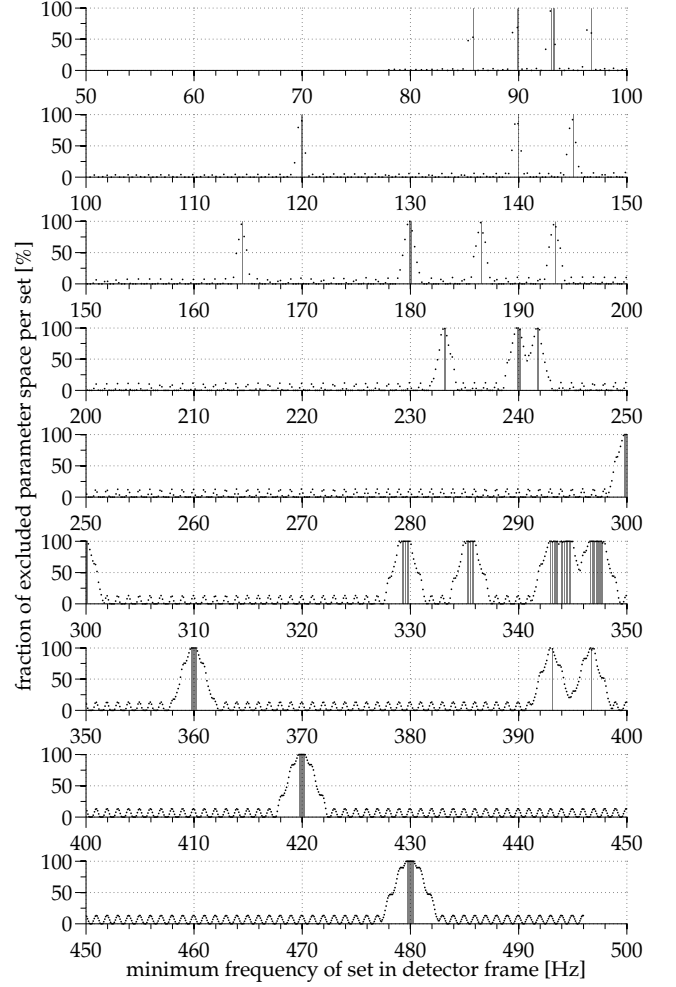 100
50
0
50 60 70 80 90 100
100
50
0
100 110 120 130 140 150
100
50
0
150 160 170 180 190 200
100
50
0
200 210 220 230 240 250
100
50
0
250 260 270 280 290 300
100
50
0
300 310 320 330 340 350
100
50
0
350 360 370 380 390 400
100
50
0
400 410 420 430 440 450
100
50
0
450 460 470 480 490 500
fraction of excluded parameter space per set [%]
minimum frequency of set in detector frame [Hz]